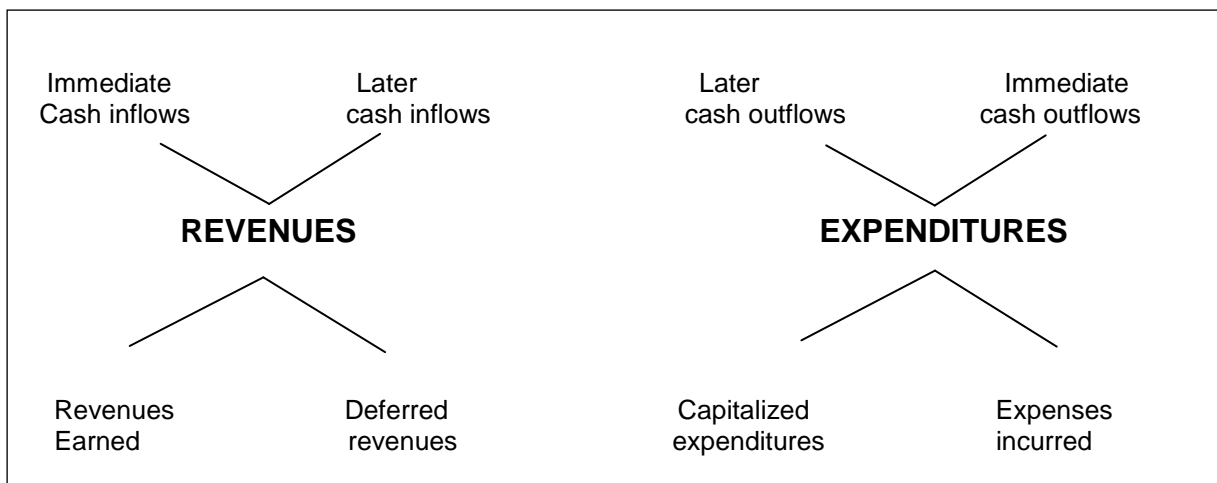 Immediate
Cash inflows
Later
cash inflows
Later
cash outflows
Immediate
cash outflows
REVENUES
EXPENDITURES
Revenues
Earned
Deferred
revenues
Capitalized
expenditures
Expenses
incurred